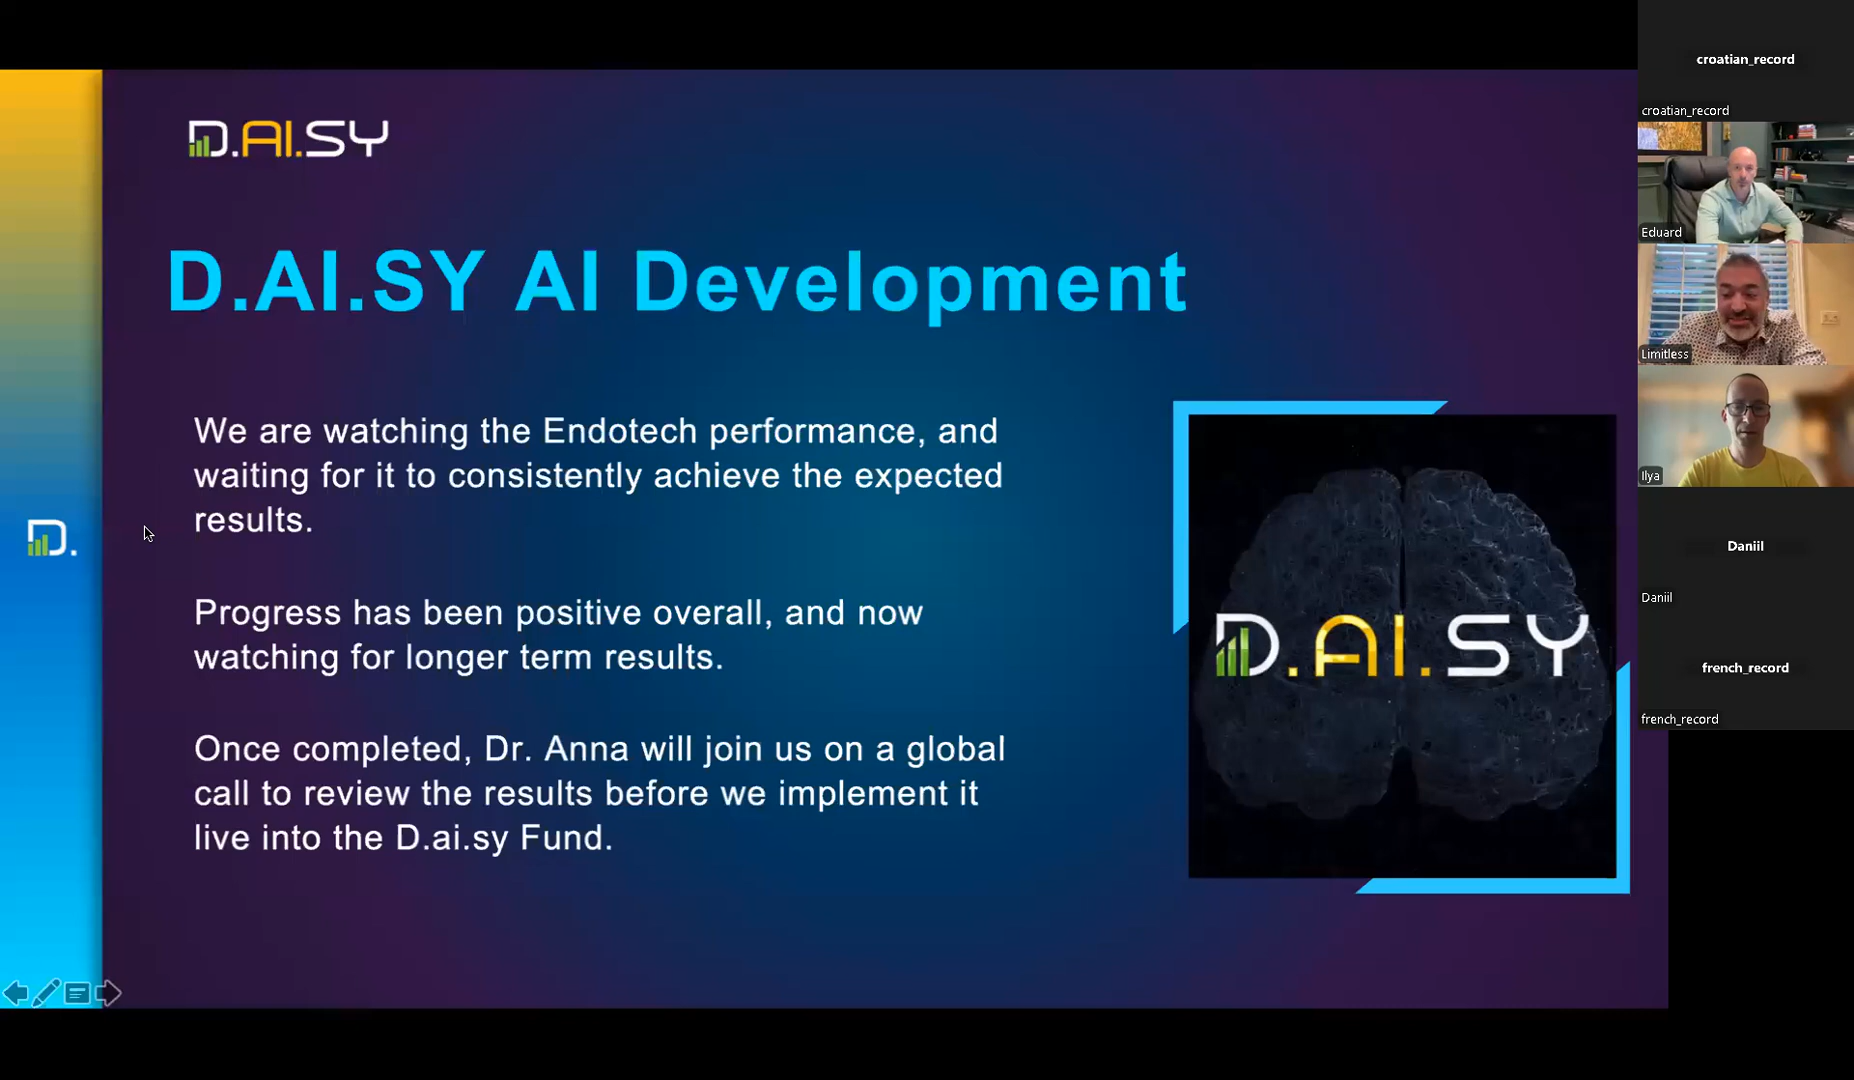 D.AI.SY
D.AI.SY AI Development
We are watching the Endotech performance, and
waiting for it to consistently achieve the expected
results.
Progress has been positive overall, and now
watching for longer term results.
Once completed, Dr. Anna will join us on a global
call to review the results before we implement it
live into the D.ai.sy Fund.
D.
D.AI.SY
croatian_record
croatian_record
Eduard
Limitless
Ilya
Daniil
Daniil
french_record
french_record